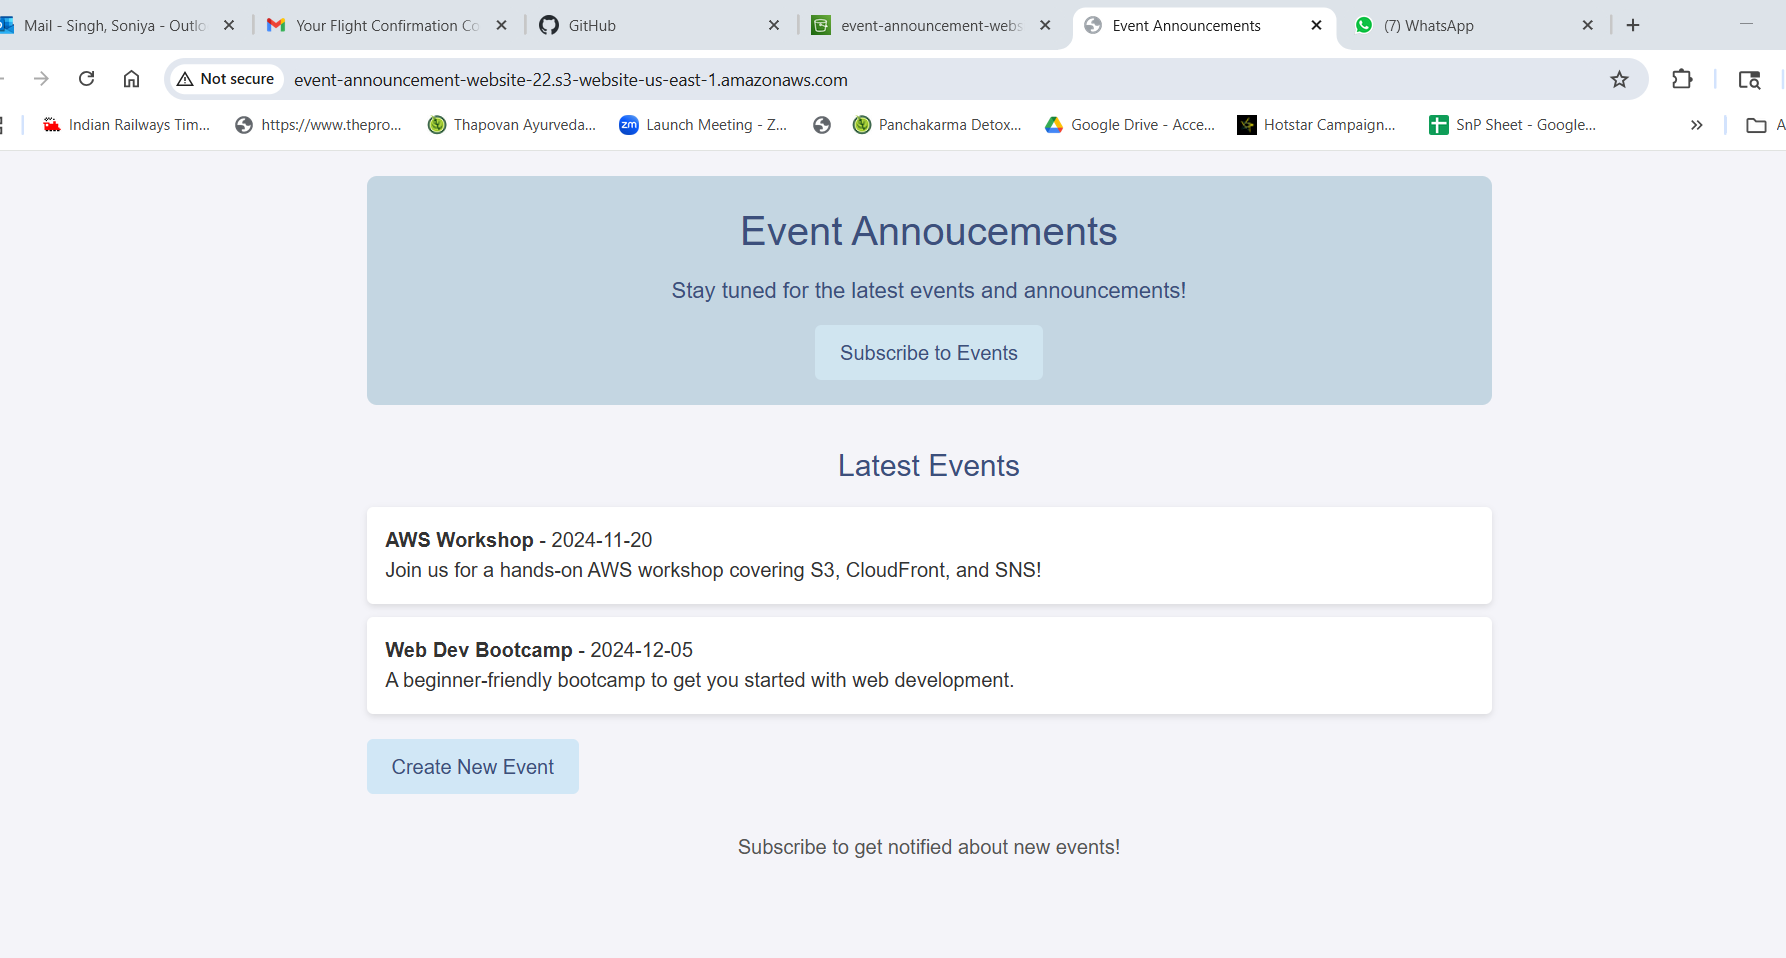 Mail - Singh, Soniya - Outlo
Your Flight Confirmation Co
GitHub
event-announcement-webs
Event Announcements
(7) WhatsApp
Not secure
event-announcement-website-22.s3-website-us-east-1.amazonaws.com
Indian Railways Tim...
https://www.thepro...
Thapovan Ayurveda...
zm
Launch Meeting - Z...
Panchakarma Detox...
Google Drive - Acce...
Hotstar Campaign...
SnP Sheet - Google...
A
Event Annoucements
Stay tuned for the latest events and announcements!
Subscribe to Events
Latest Events
AWS Workshop - 2024-11-20
Join us for a hands-on AWS workshop covering S3, CloudFront, and SNS!
Web Dev Bootcamp - 2024-12-05
A beginner-friendly bootcamp to get you started with web development.
Create New Event
Subscribe to get notified about new events!